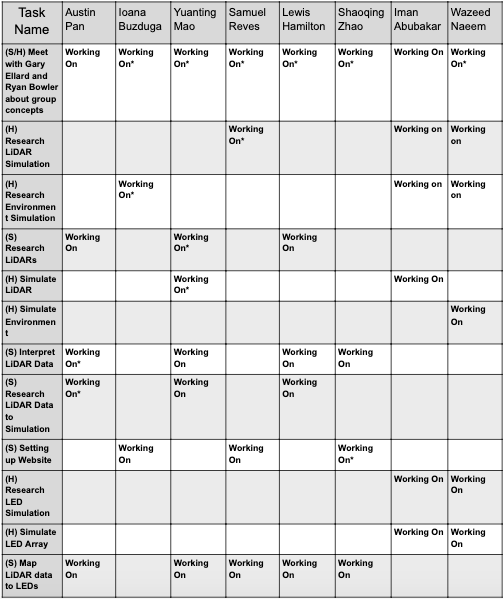 Task
Name
Austin
Pan
Ioana
Buzduga
Yuanting
Mao
Samuel
Reves
Lewis
Hamilton
Shaoqing
Zhao
Iman
Abubakar
Wazeed
Naeem
(S/H) Meet
with Gary
Ellard and
Ryan Bowler
about group
concepts
Working
On
Working
On*
Working
On*
Working
On*
Working
On*
Working
On*
Working On
Working
On*
(H)
Research
LiDAR
Simulation
Working
On*
Working on
Working
on
(H)
Research
Environmen
t Simulation
Working
On*
Working on
Working
on
(S)
Research
LiDARs
Working
On
Working
On*
Working
On
(H) Simulate
LiDAR
Working
On*
Working On
(H) Simulate
Environmen
t
Working
On
(S) Interpret
LiDAR Data
Working
On*
Working
On
Working
On
Working
On
(S)
Research
LiDAR Data
to
Simulation
Working
On*
Working
On
Working
On
(S) Setting
up Website
Working
On
Working
On
Working
On*
(H)
Research
LED
Simulation
Working On
Working
On
(H) Simulate
LED Array
Working On
Working
On
(S) Map
LiDAR data
to LEDs
Working
On
Working
On
Working
On
Working
On
Working
On